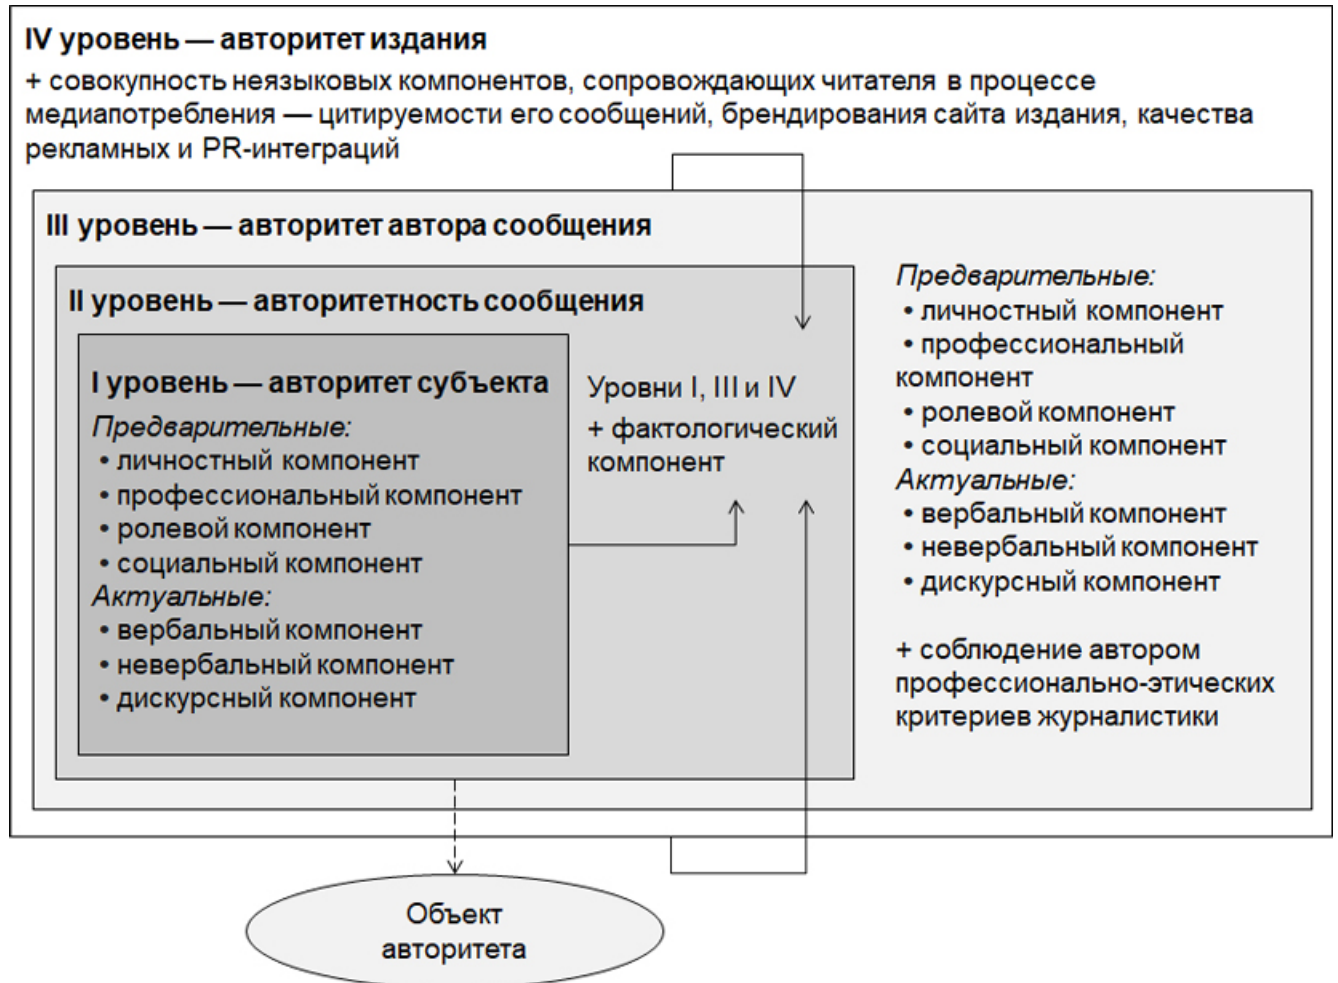 IV уровень — авторитет издания
+ совокупность неязыковых компонентов, сопровождающих читателя в процессе
медиапотребления — цитируемости его сообщений, брендирования сайта издания, качества
рекламных и PR-интеграций
III уровень — авторитет автора сообщения
II уровень — авторитетность сообщения
I уровень — авторитет субъекта
Предварительные:
• личностный компонент
• профессиональный компонент
• ролевой компонент
• социальный компонент
Актуальные:
• вербальный компонент
• невербальный компонент
• дискурсный компонент
Уровни I, III и IV
+ фактологический
компонент
Предварительные:
• личностный компонент
• профессиональный
компонент
• ролевой компонент
• социальный компонент
Актуальные:
• вербальный компонент
• невербальный компонент
• дискурсный компонент
+ соблюдение автором
профессионально-этических
критериев журналистики
Объект
авторитета